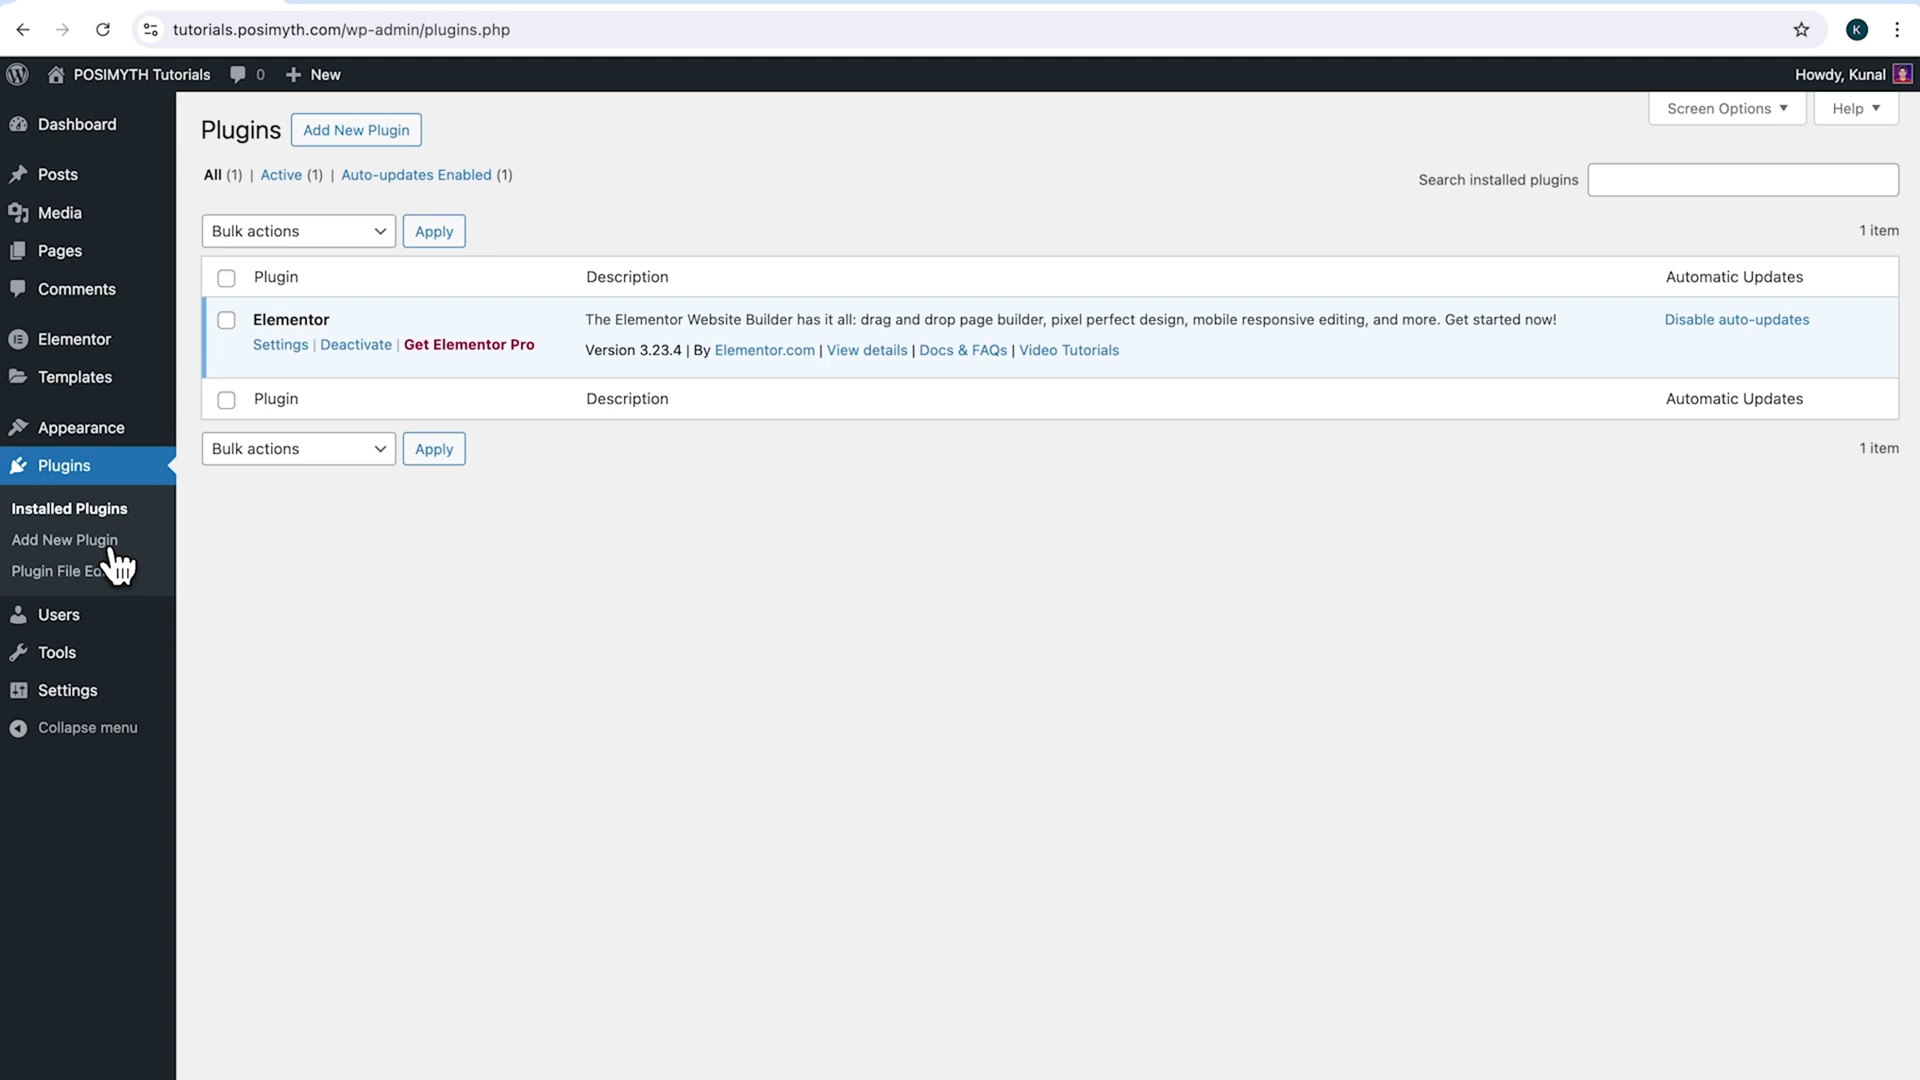 tutorials.posimyth.com/wp-admin/plugins.php
K
POSIMYTH Tutorials 0 New
Howdy, Kunal
Dashboard
Posts
Media
Pages
Comments
Elementor
Templates
Appearance
Plugins
Installed Plugins
Add New Plugin
Plugin File
Users
Tools
Settings
Collapse menu
Screen Options Help
Plugins Add New Plugin
All (1) | Active (1) | Auto-updates Enabled (1)
Search installed plugins
Bulk actions Apply
1 item
Plugin Description Automatic Updates
Elementor
Settings | Deactivate | Get Elementor Pro
The Elementor Website Builder has it all: drag and drop page builder, pixel perfect design, mobile responsive editing, and more. Get started now!
Version 3.23.4 | By Elementor.com | View details | Docs & FAQs | Video Tutorials
Disable auto-updates
Plugin Description Automatic Updates
Bulk actions Apply
1 item